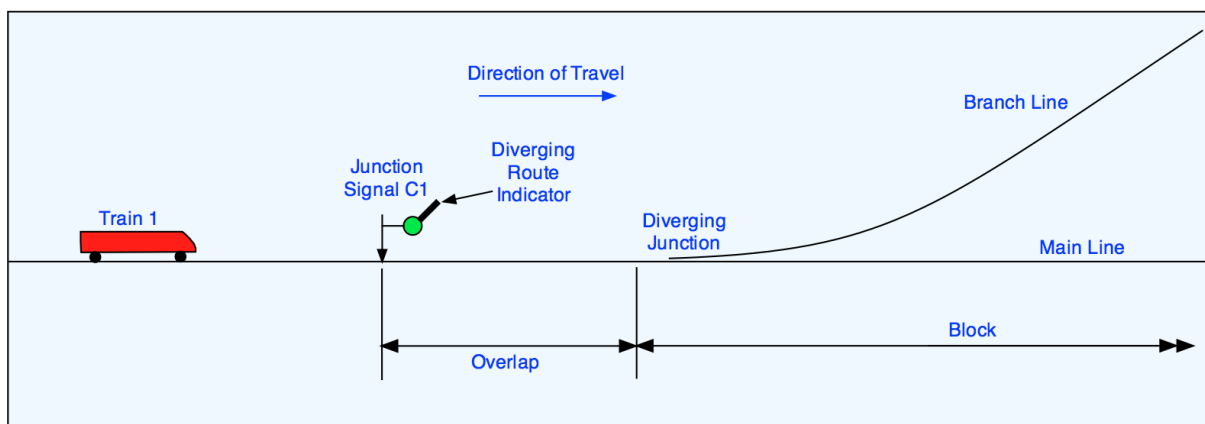 Direction of Travel
Branch Line
Junction
Signal C1
Diverging
Route
Indicator
Train 1
Diverging
Junction
Main Line
Overlap
Block